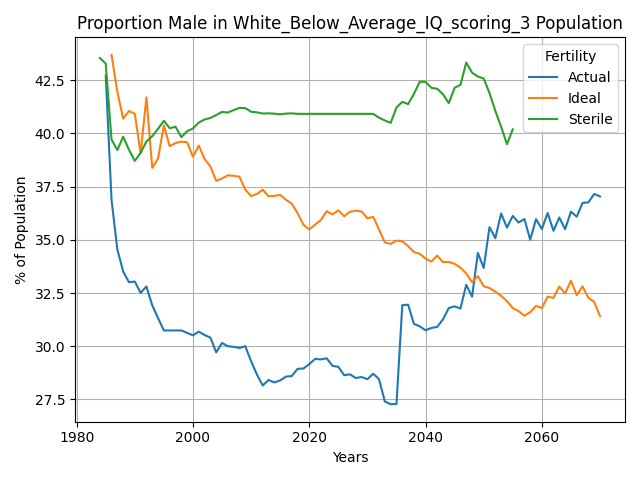 Proportion Male in White_Below_Average_IQ_scoring_3 Population
Fertility
Actual
Ideal
Sterile
% of Population
42.5
40.0
37.5
35.0
32.5
30.0
27.5
1980
2000
2020
2040
2060
Years